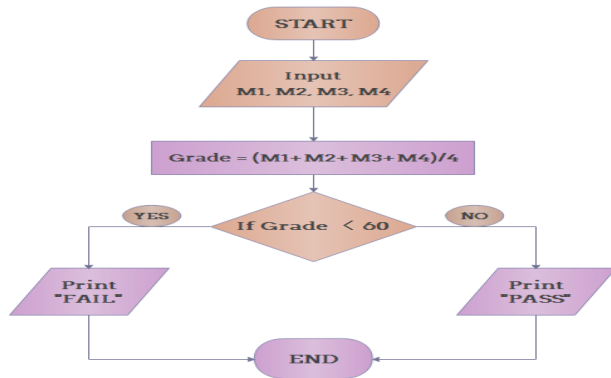 START
Input
M1, M2, M3, M4
Grade = (M1+M2+M3+M4)/4
YES
If Grade < 60
NO
Print
"FAIL"
Print
"PASS"
END